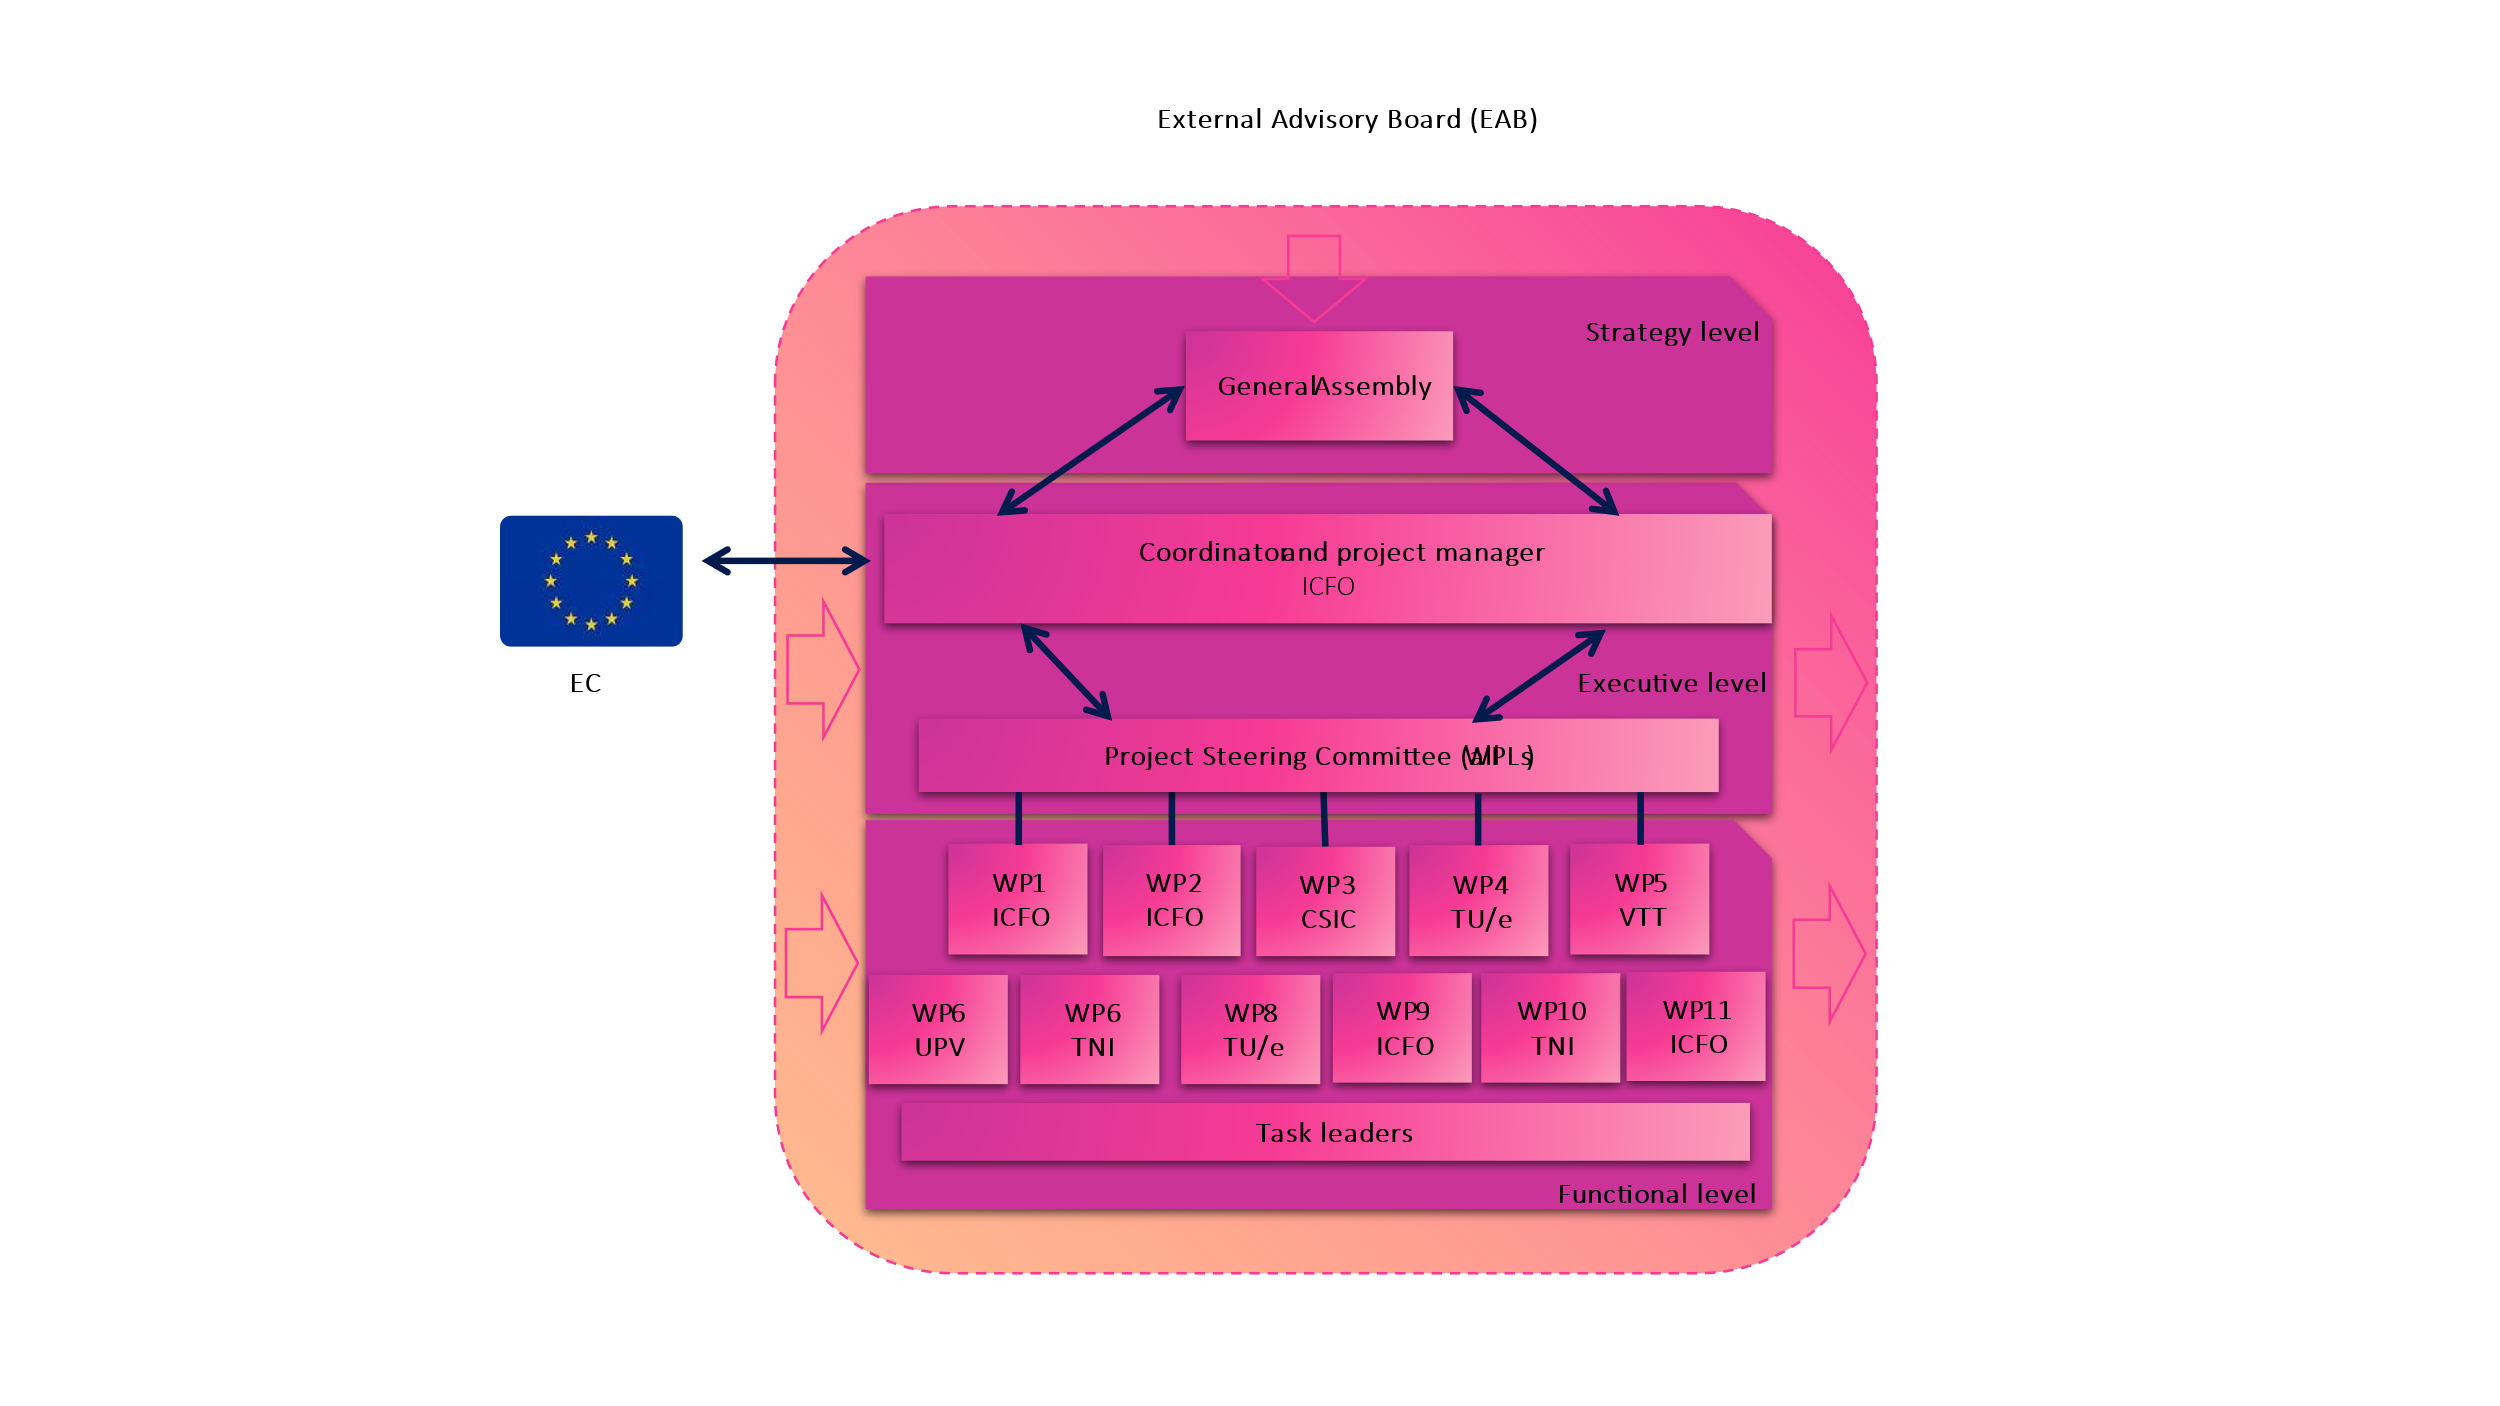 External Advisory Board (EAB)
Strategy level
General Assembly
Coordinator and project manager
ICFO
EC
Executive level
Project Steering Committee (all WPLs)
WP1
ICFO
WP2
ICFO
WP3
CSIC
WP4
TU/e
WP5
VTT
WP6
UPV
WP6
TNI
WP8
TU/e
WP9
ICFO
WP10
TNI
WP11
ICFO
Task leaders
Functional level